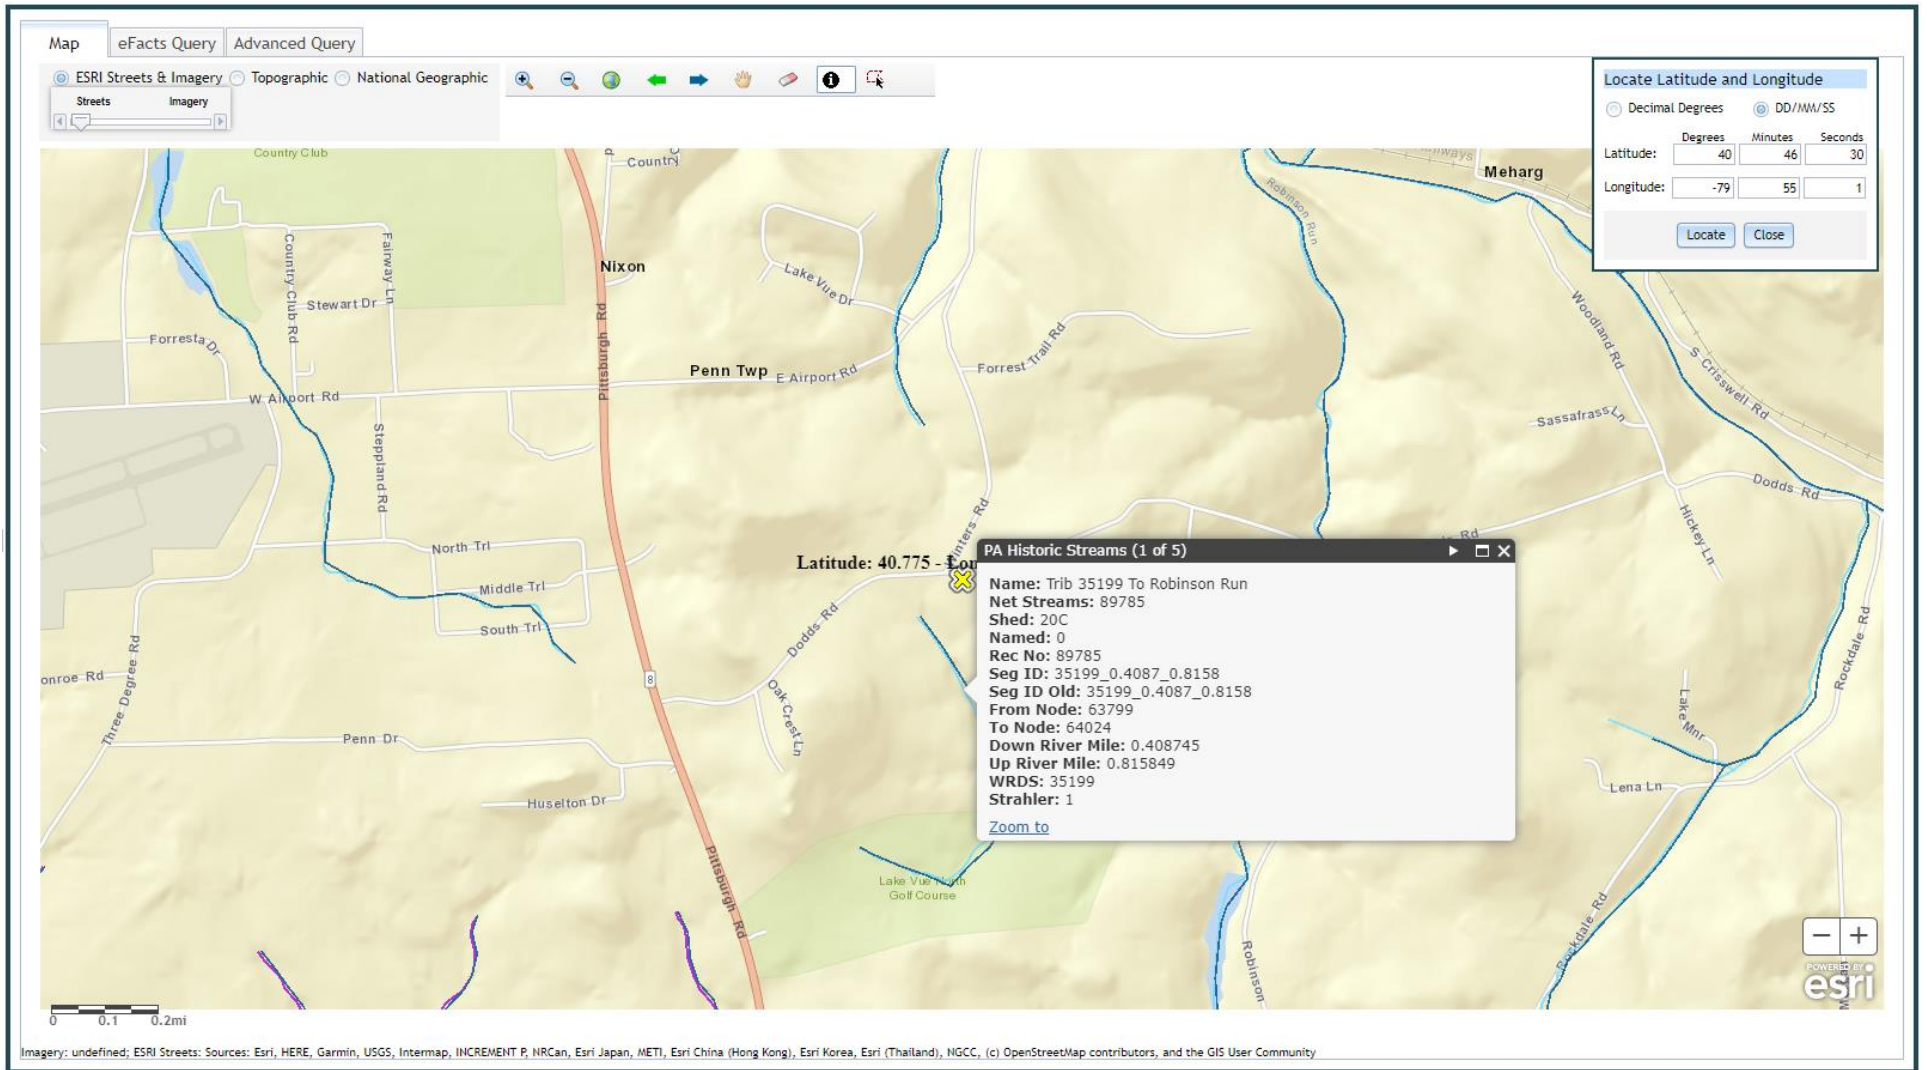 Map
eFacts Query
Advanced Query
ESRI Streets & Imagery
Topographic
National Geographic
Streets
Imagery
Locate Latitude and Longitude
Decimal Degrees
DD/MM/SS
Degrees
Minutes
Seconds
Latitude:
40
46
30
Longitude:
-79
55
1
Locate
Close
Country Club
Country
Robinson Run
Meharg
Country Club Rd
Fairway Ln
Nixon
Lake Vue Dr
Stewart Dr
Woodland Rd
Forresta Dr
Pittsburgh Rd
Forrest Trail Rd
S Crisswell Rd
Penn Twp
E Airport Rd
W Airport Rd
Sassafrass Ln
Steppland Rd
Dodds Rd
Hickey Ln
North Trl
Middle Trl
South Trl
Latitude: 40.775 -
Dodds Rd
Three Degree Rd
Oak Crest Ln
8
Rockdale Rd
Lake Mnr
Penn Dr
Huselton Dr
Lena Ln
PA Historic Streams (1 of 5)
Name: Trib 35199 To Robinson Run
Net Streams: 89785
Shed: 20C
Named: 0
Rec No: 89785
Seg ID: 35199_0.4087_0.8158
Seg ID Old: 35199_0.4087_0.8158
From Node: 63799
To Node: 64024
Down River Mile: 0.408745
Up River Mile: 0.815849
WRDS: 35199
Strahler: 1
Zoom to
Pittsburgh Rd
Lake Vue North
Golf Course
Robinson
Rockdale Rd
POWERED BY
esri
0
0.1
0.2mi
Imagery: undefined; ESRI Streets: Sources: Esri, HERE, Garmin, USGS, Intermap, INCREMENT P, NRCan, Esri Japan, METI, Esri China (Hong Kong), Esri Korea, Esri (Thailand), NGCC, (c) OpenStreetMap contributors, and the GIS User Community